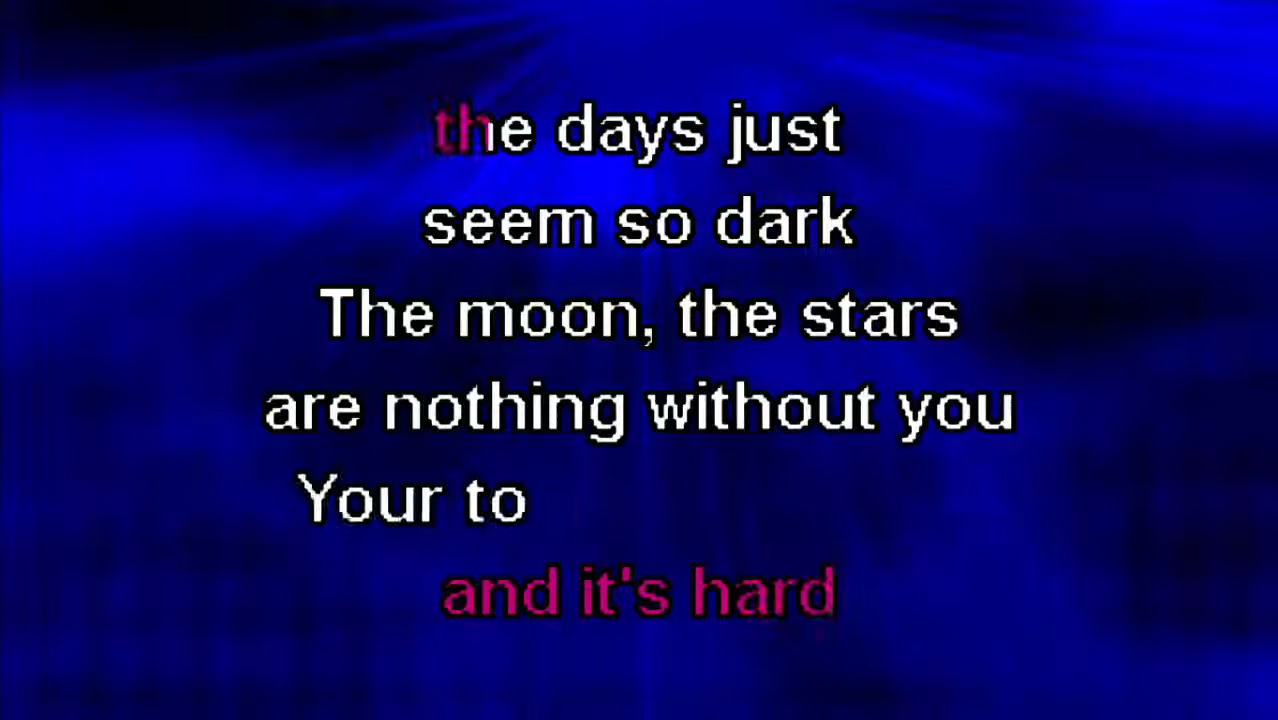 the days just
seem so dark
The moon, the stars
are nothing without you
Your to
and it's hard